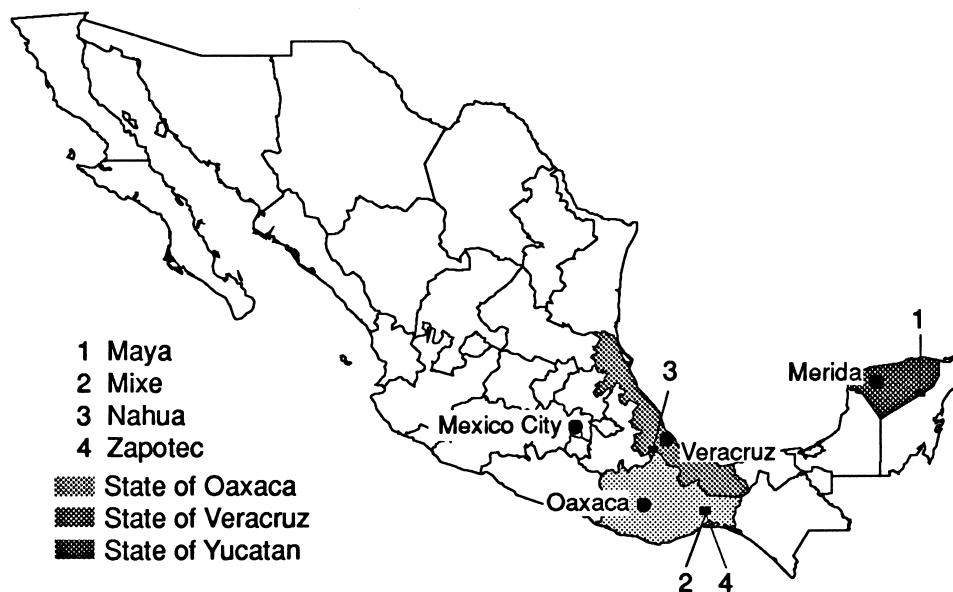 1
Merida
3
1 Maya
2 Mixe
3 Nahua
4 Zapotec
Mexico City
Veracruz
State of Oaxaca
State of Veracruz
State of Yucatan
Oaxaca
2 4